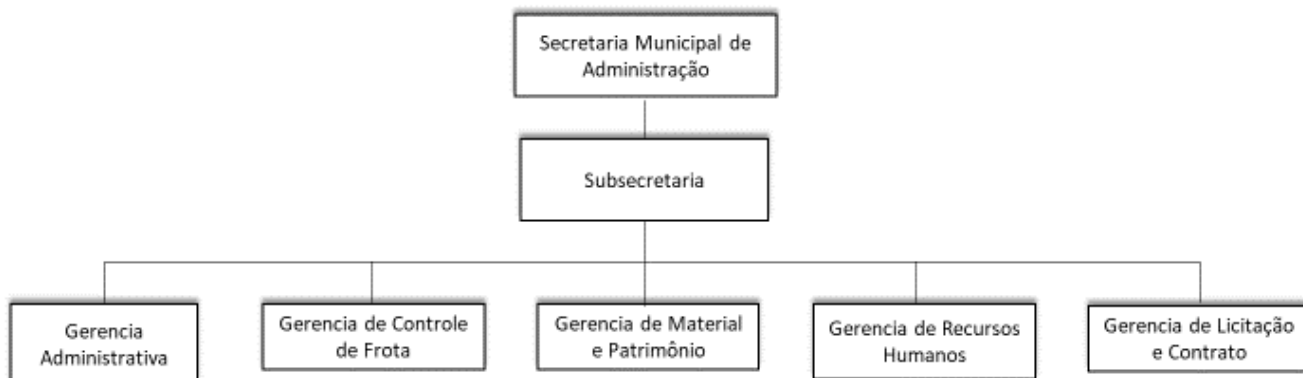 Secretaria Municipal de
Administração
Subsecretaria
Gerencia
Administrativa
Gerencia de Controle
de Frota
Gerencia de Material
e Patrimônio
Gerencia de Recursos
Humanos
Gerencia de Licitação
e Contrato